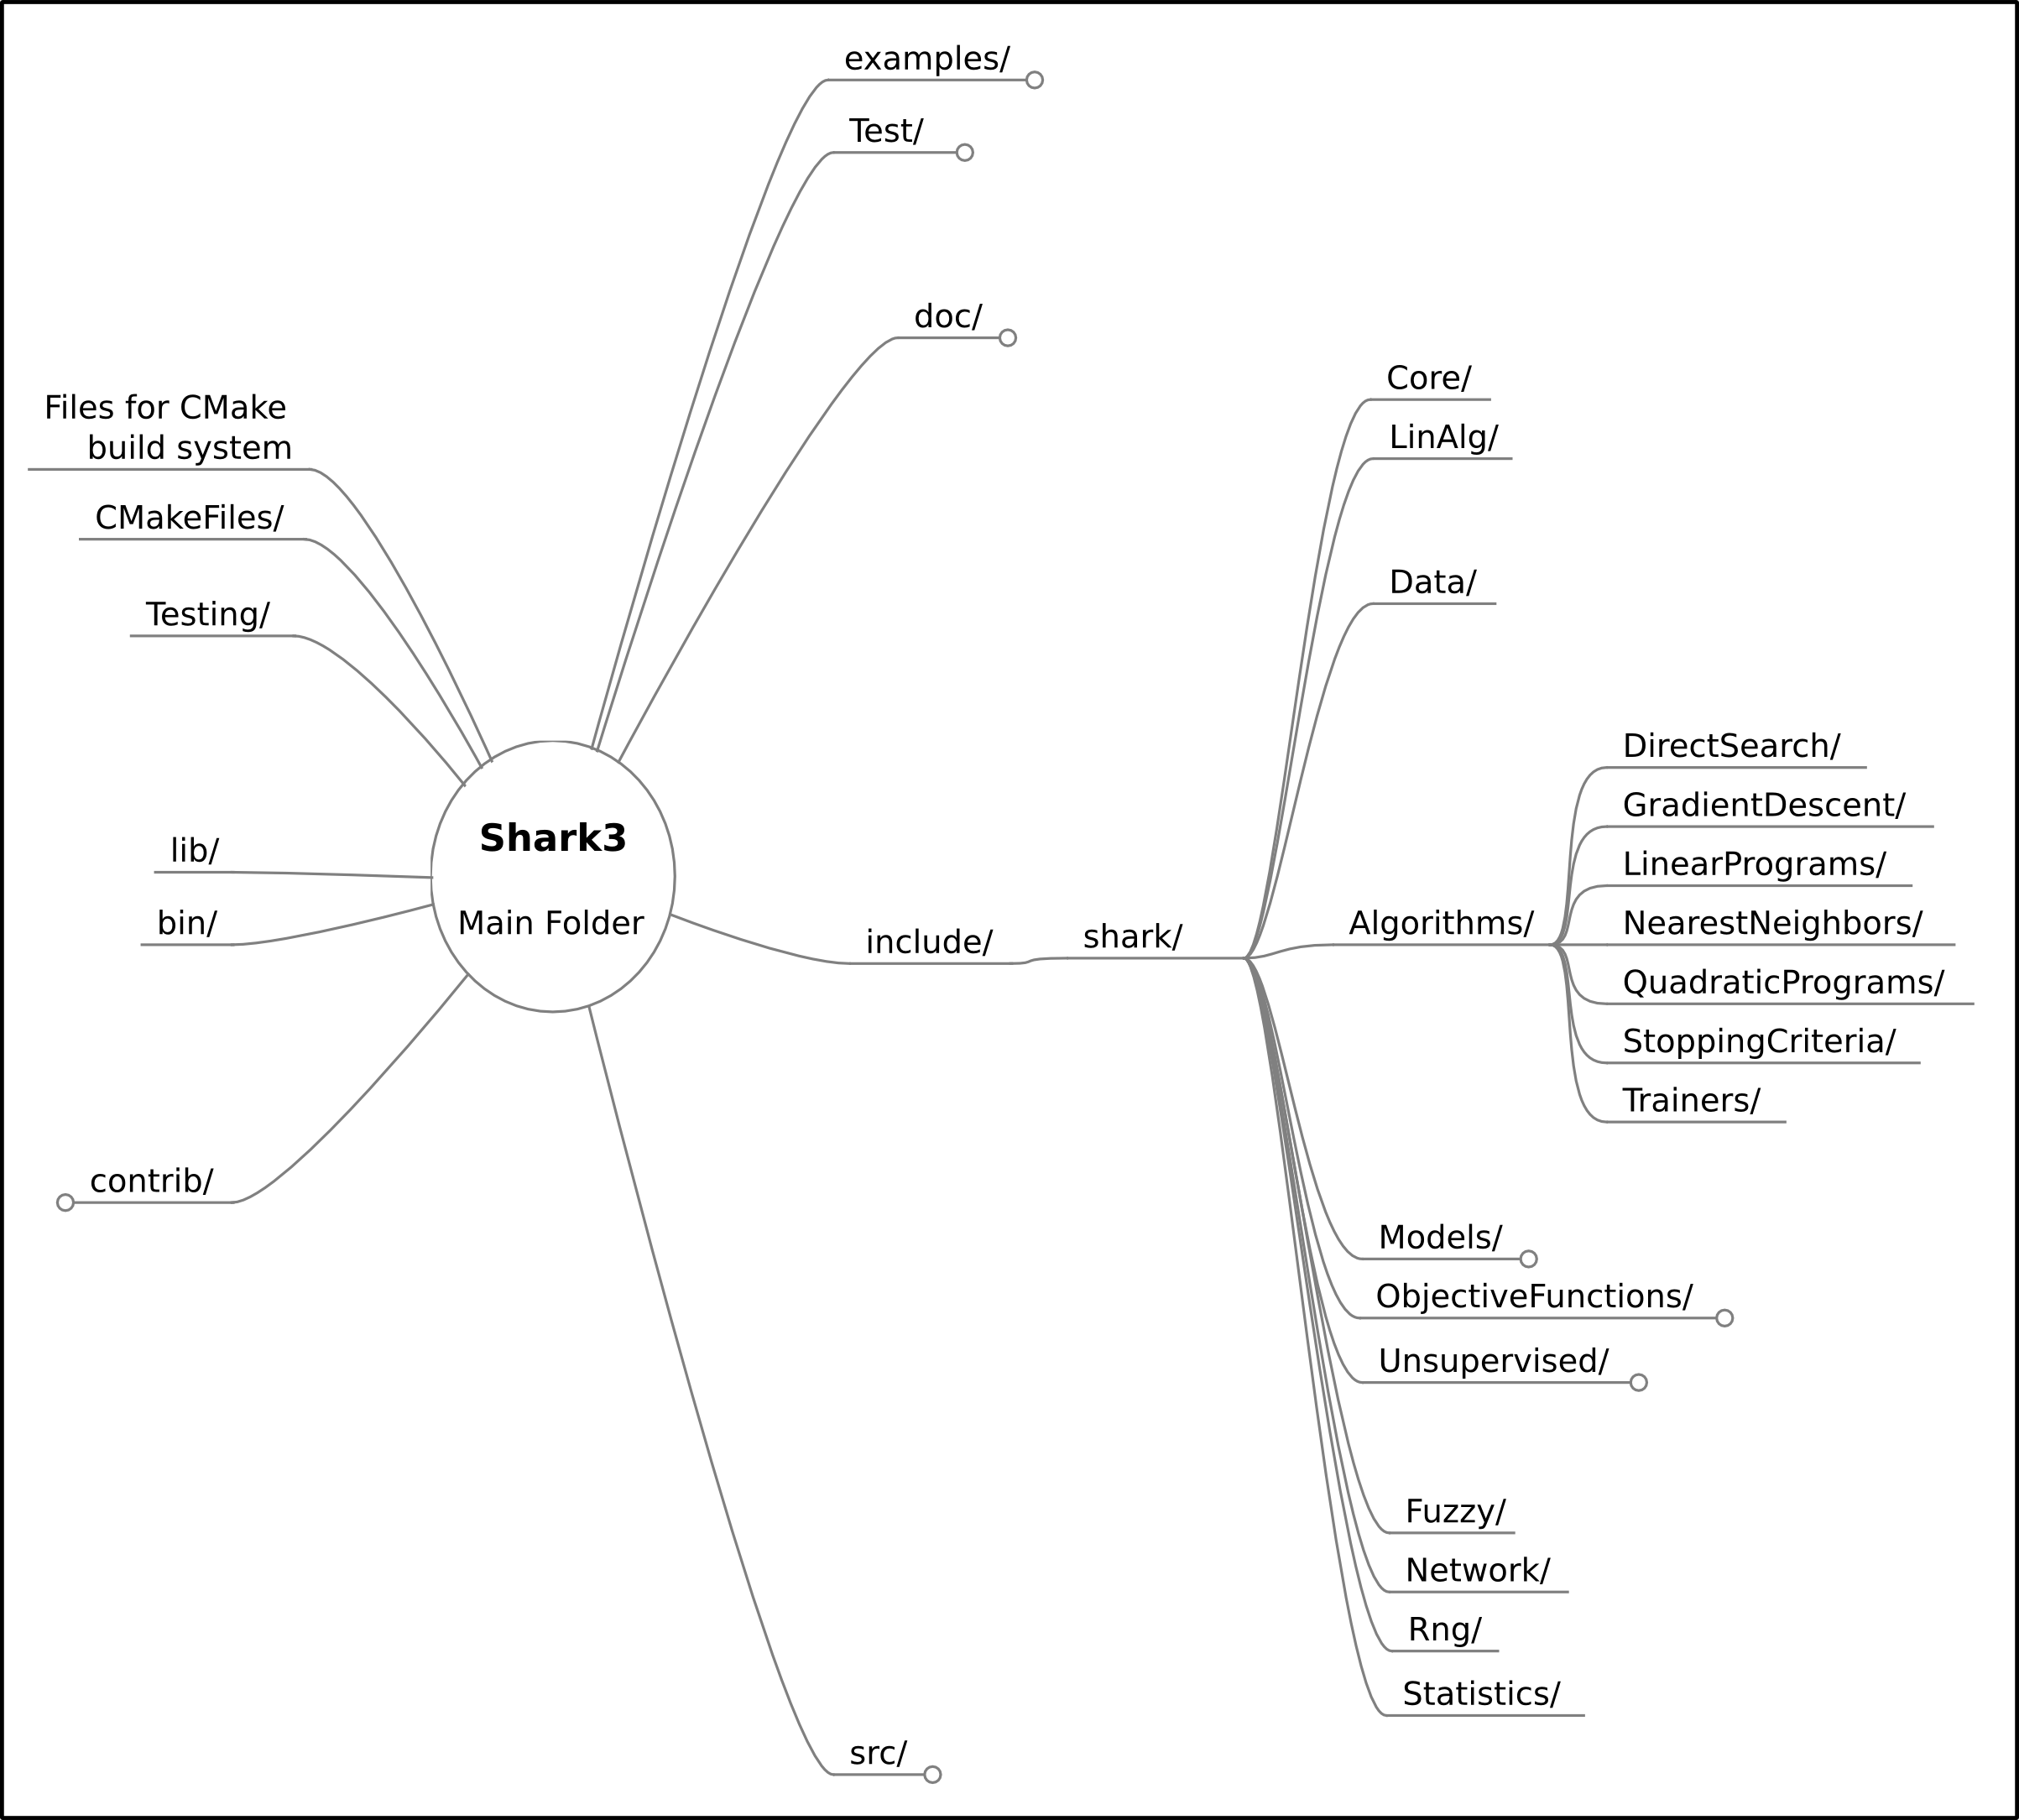 examples/
Test/
doc/
Files for CMake
build system
CMakeFiles/
Testing/
lib/
bin/
contrib/
Shark3
Main Folder
include/
shark/
src/
Core/
LinAlg/
Data/
Algorithms/
DirectSearch/
GradientDescent/
LinearPrograms/
NearestNeighbors/
QuadraticPrograms/
StoppingCriteria/
Trainers/
Models/
ObjectiveFunctions/
Unsupervised/
Fuzzy/
Network/
Rng/
Statistics/